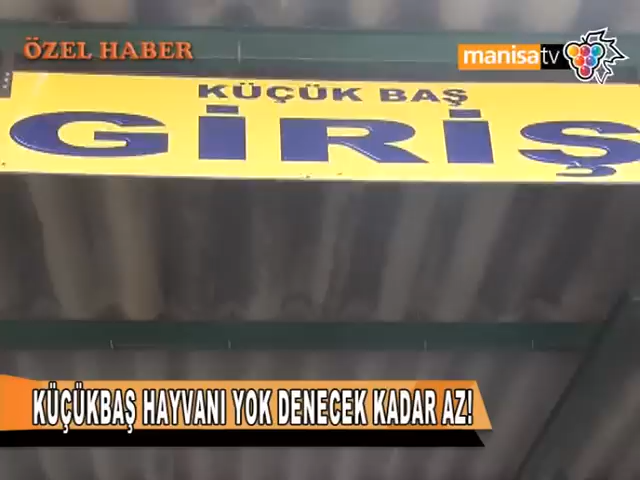 ÖZEL HABER
manisatv
KÜÇÜK BAŞ
GİRİŞ
KÜÇÜKBAŞ HAYVANI YOK DENECEK KADAR AZ!